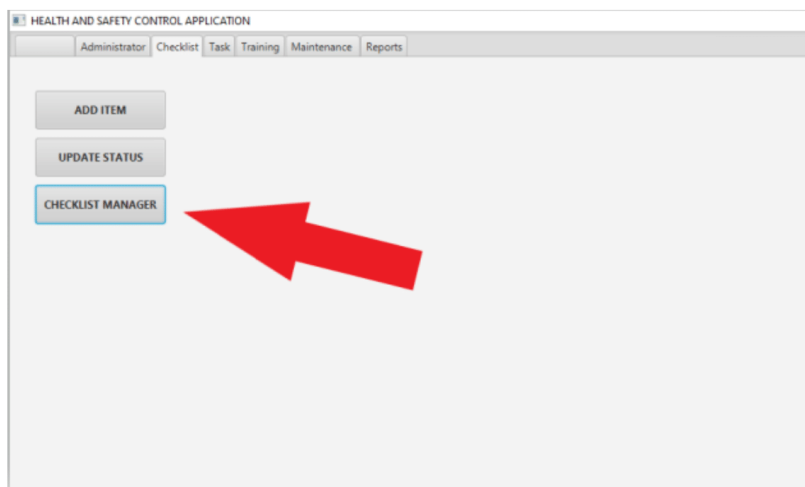 HEALTH AND SAFETY CONTROL APPLICATION
Administrator Checklist Task Training Maintenance Reports
ADD ITEM
UPDATE STATUS
CHECKLIST MANAGER